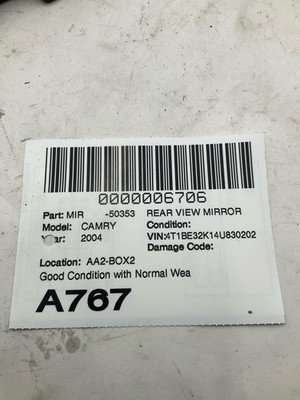 0000006706
Part: MIR -50353 REAR VIEW MIRROR
Model: CAMRY Condition:
ar: 2004 VIN:4T1BE32K14U830202
Damage Code:
Location: AA2-BOX2
Good Condition with Normal Wea
A767